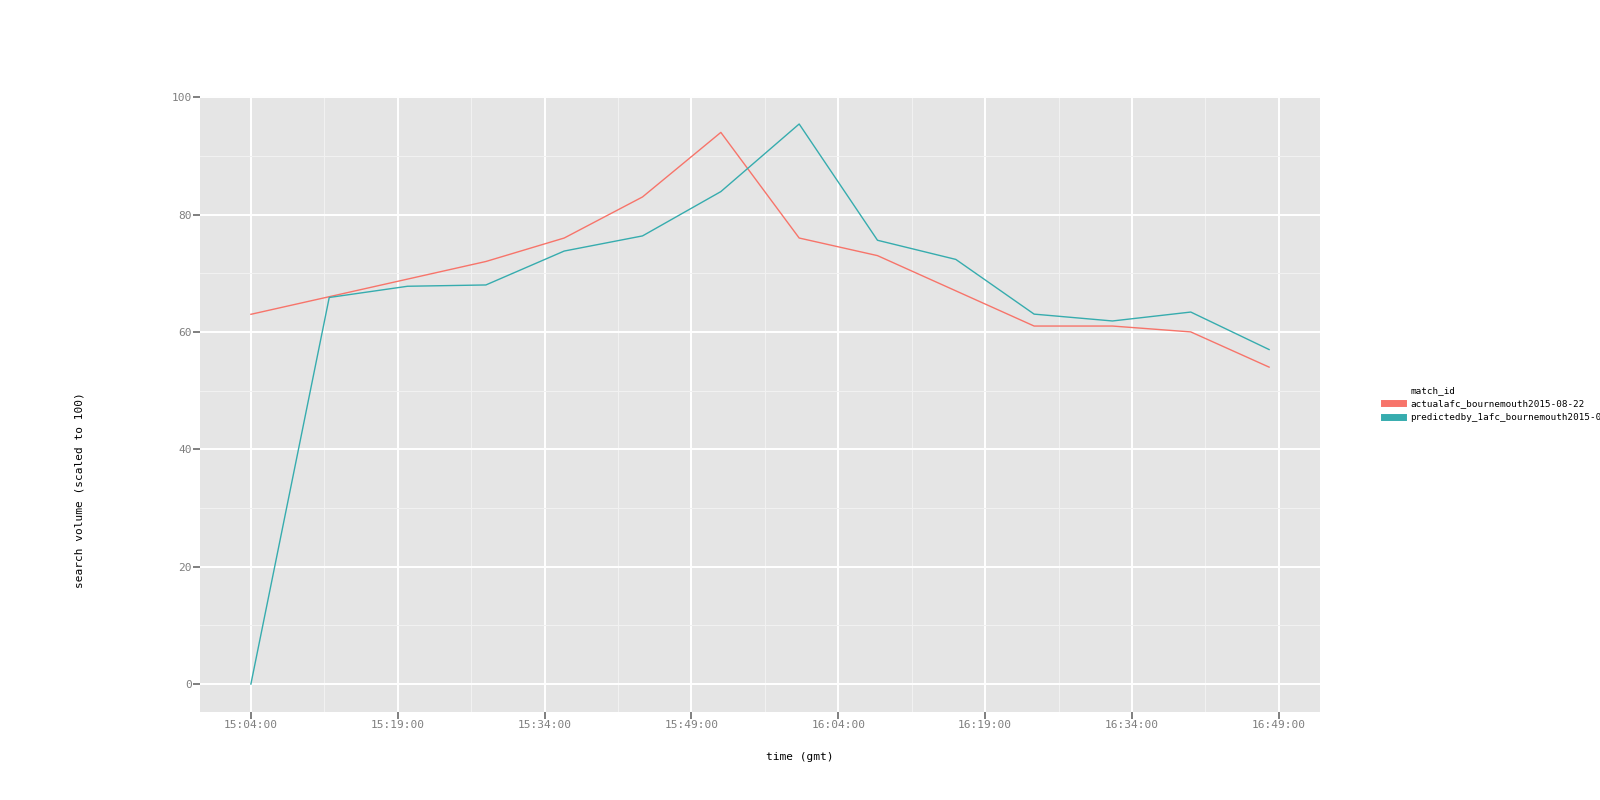 100
80
60
40
20
0
search volume (scaled to 100)
15:04:00 15:19:00 15:34:00 15:49:00 16:04:00 16:19:00 16:34:00 16:49:00
time (gmt)
match_id
actualafc_bournemouth2015-08-22
predictedby_1afc_bournemouth2015-0